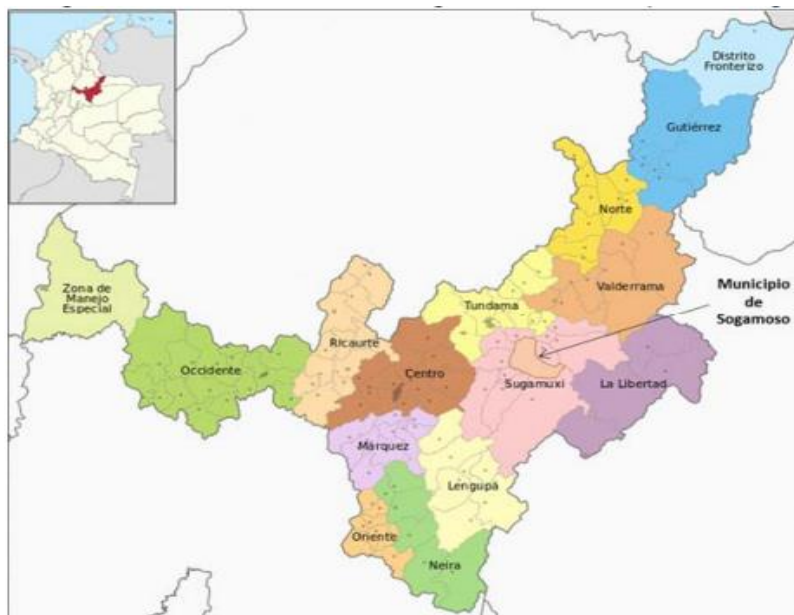 Distrito
Fronterizo
Gutiérrez
Norte
Zona de
Manejo
Especial
Valderrama
Municipio
de
Sogamoso
Tundama
Ricaurte
Occidente
Centro
Sugamuxi
La Libertad
Márquez
Lengupá
Oriente
Neira